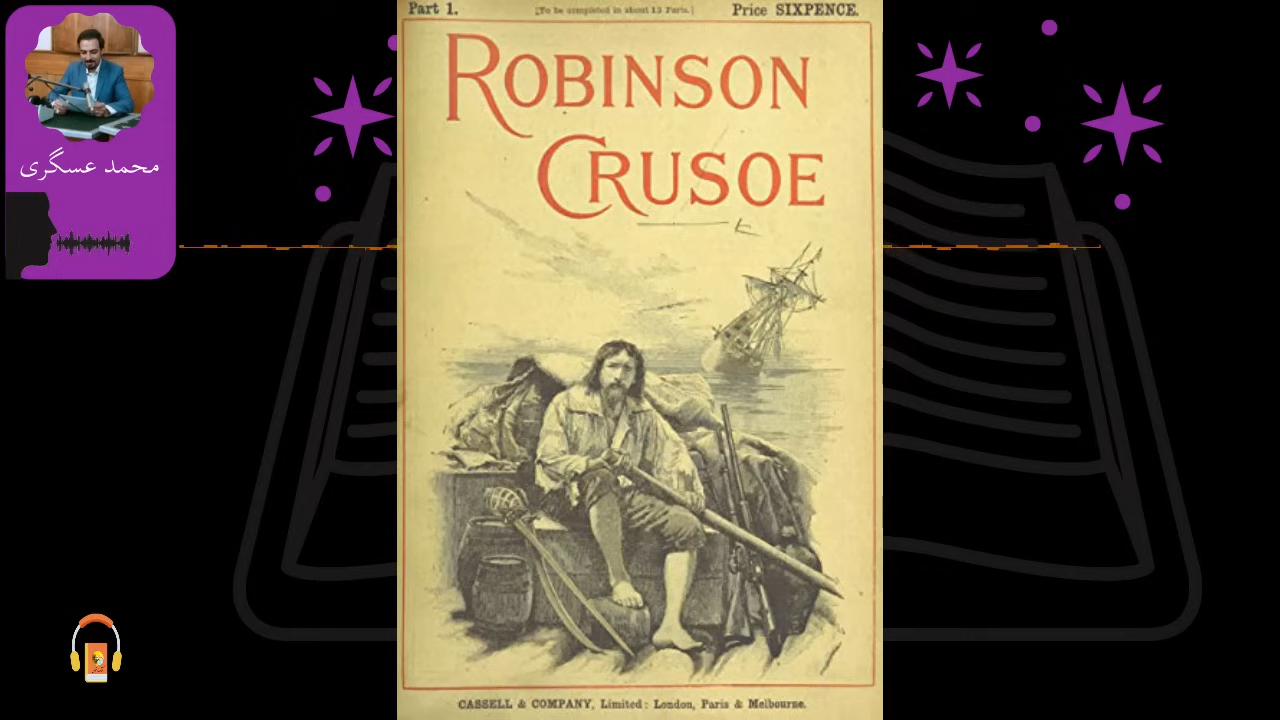 Part 1.
[To be completed in about 13 Parts.]
Price SIXPENCE.
ROBINSON
CRUSOE
CASSELL & COMPANY, Limited: London, Paris & Melbourne.
محمد عسگری